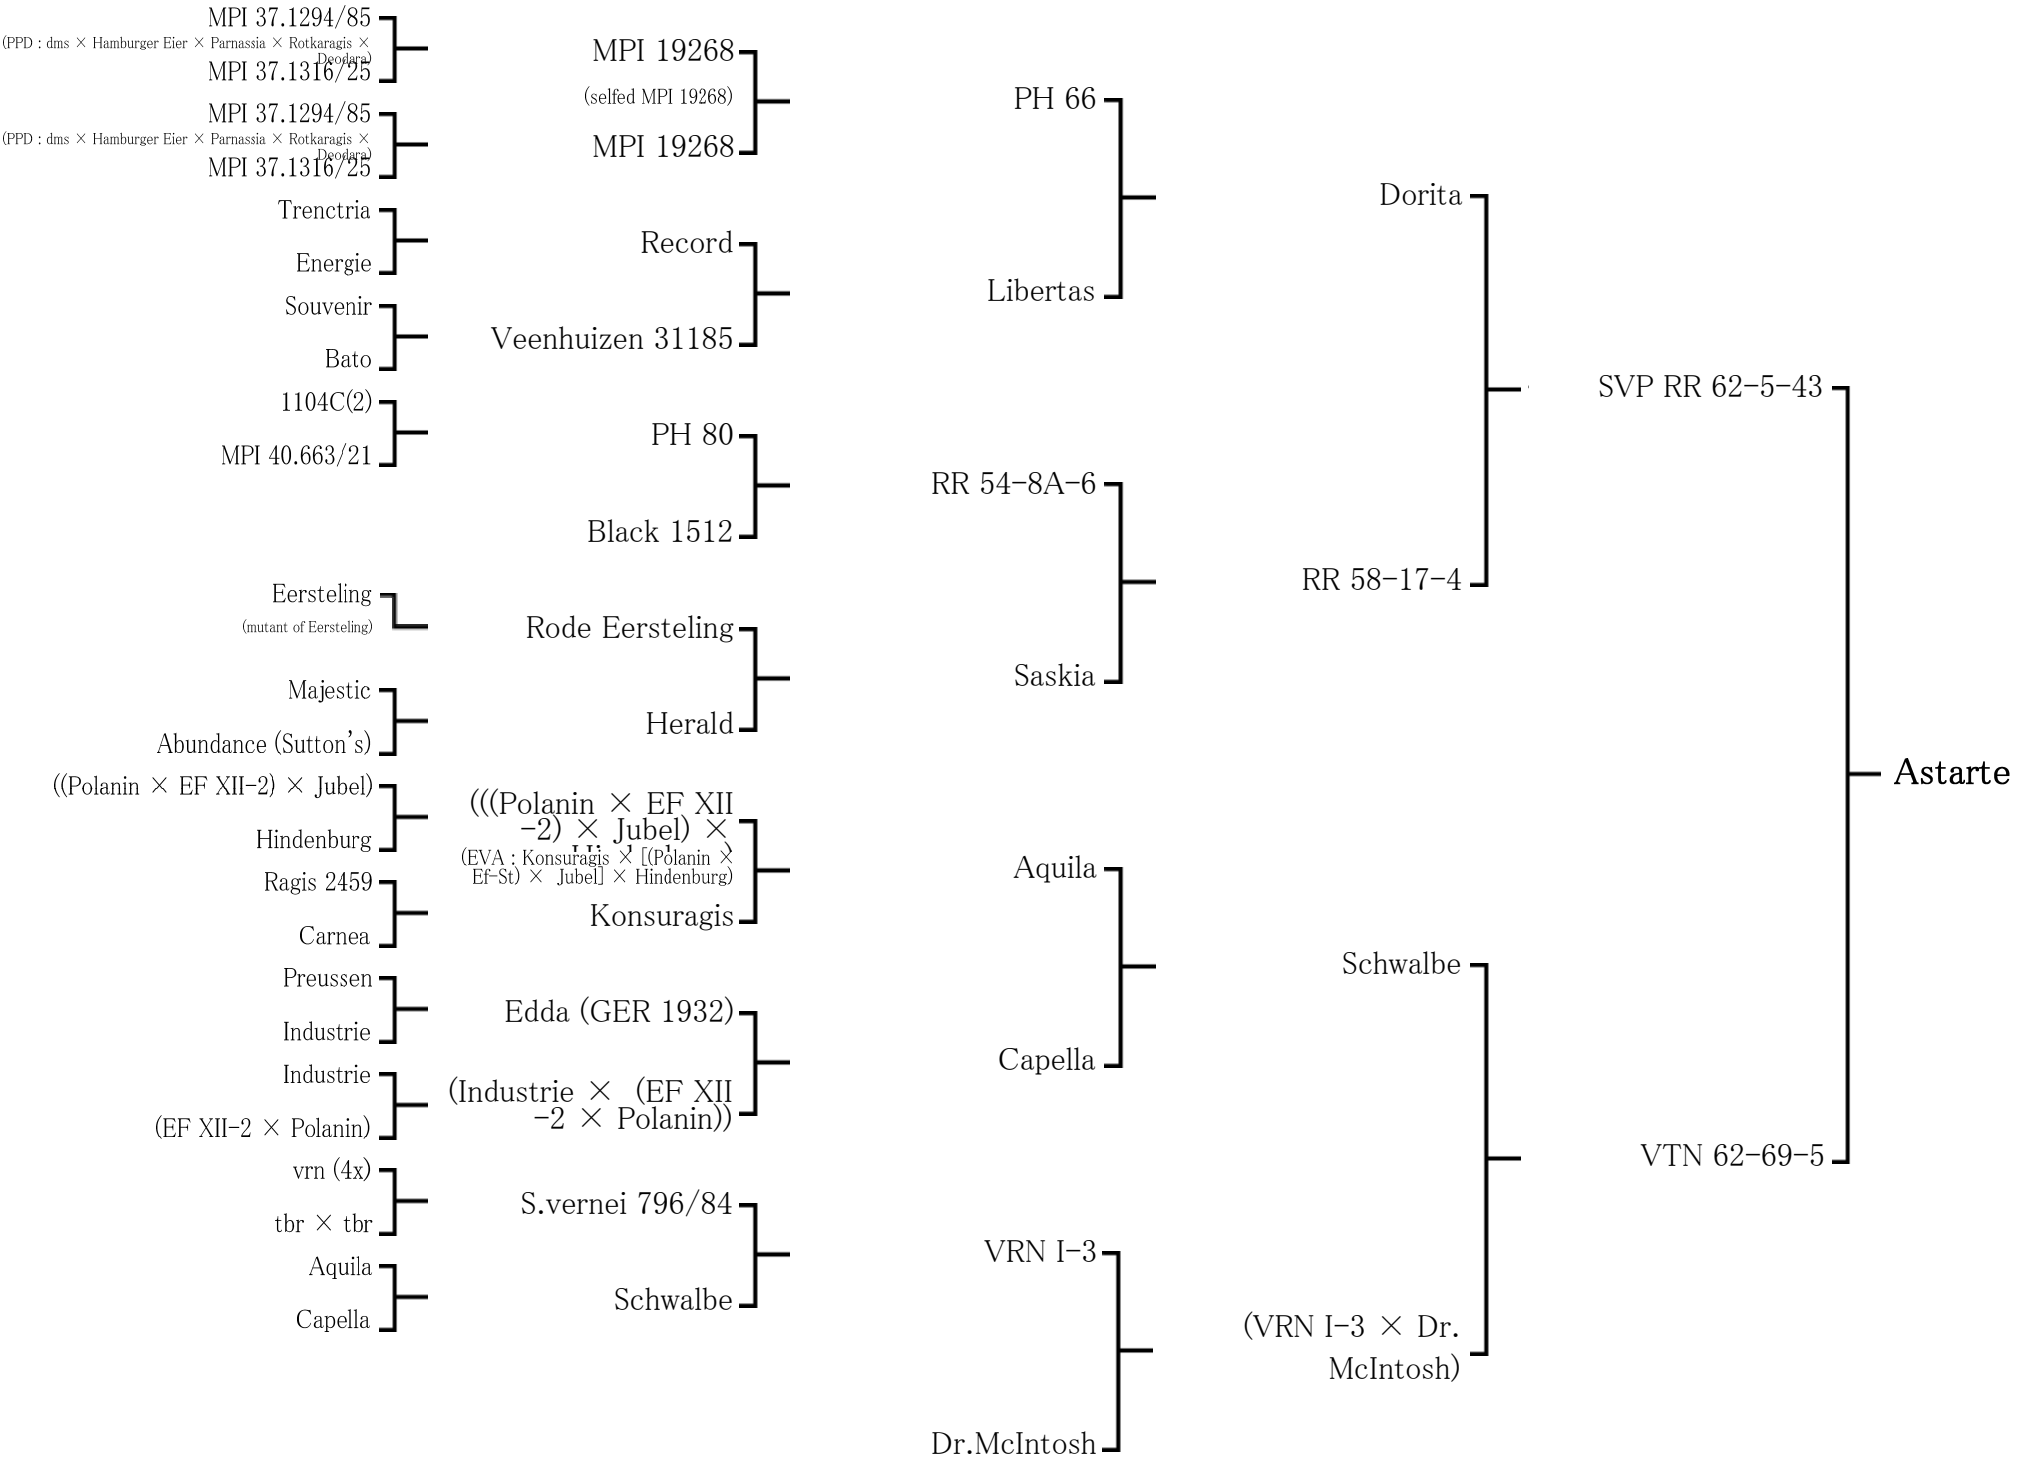 MPI 37.1294/85
(PPD : dms × Hamburger Eier × Parnassia × Rotkaragis ×
Deodara)
MPI 37.1316/25
MPI 37.1294/85
(PPD : dms × Hamburger Eier × Parnassia × Rotkaragis ×
Deodara)
MPI 37.1316/25
Trenctria
Energie
Souvenir
Bato
1104C(2)
MPI 40.663/21
Eersteling
(mutant of Eersteling)
Majestic
Abundance (Sutton's)
((Polanin × EF XII-2) × Jubel)
Hindenburg
Ragis 2459
Carnea
Preussen
Industrie
Industrie
(EF XII-2 × Polanin)
vrn (4x)
tbr × tbr
Aquila
Capella
MPI 19268
(selfed MPI 19268)
MPI 19268
Record
Veenhuizen 31185
PH 80
Black 1512
Rode Eersteling
Herald
(((Polanin × EF XII
-2) × Jubel) ×
(EVA : Konsuragis × [(Polanin ×
Ef-St) × Jubel] × Hindenburg)
Konsuragis
Edda (GER 1932)
(Industrie × (EF XII
-2 × Polanin))
S.vernei 796/84
Schwalbe
PH 66
Libertas
RR 54-8A-6
Saskia
Aquila
Capella
VRN I-3
Dr.McIntosh
Dorita
RR 58-17-4
Schwalbe
(VRN I-3 × Dr.
McIntosh)
SVP RR 62-5-43
VTN 62-69-5
Astarte